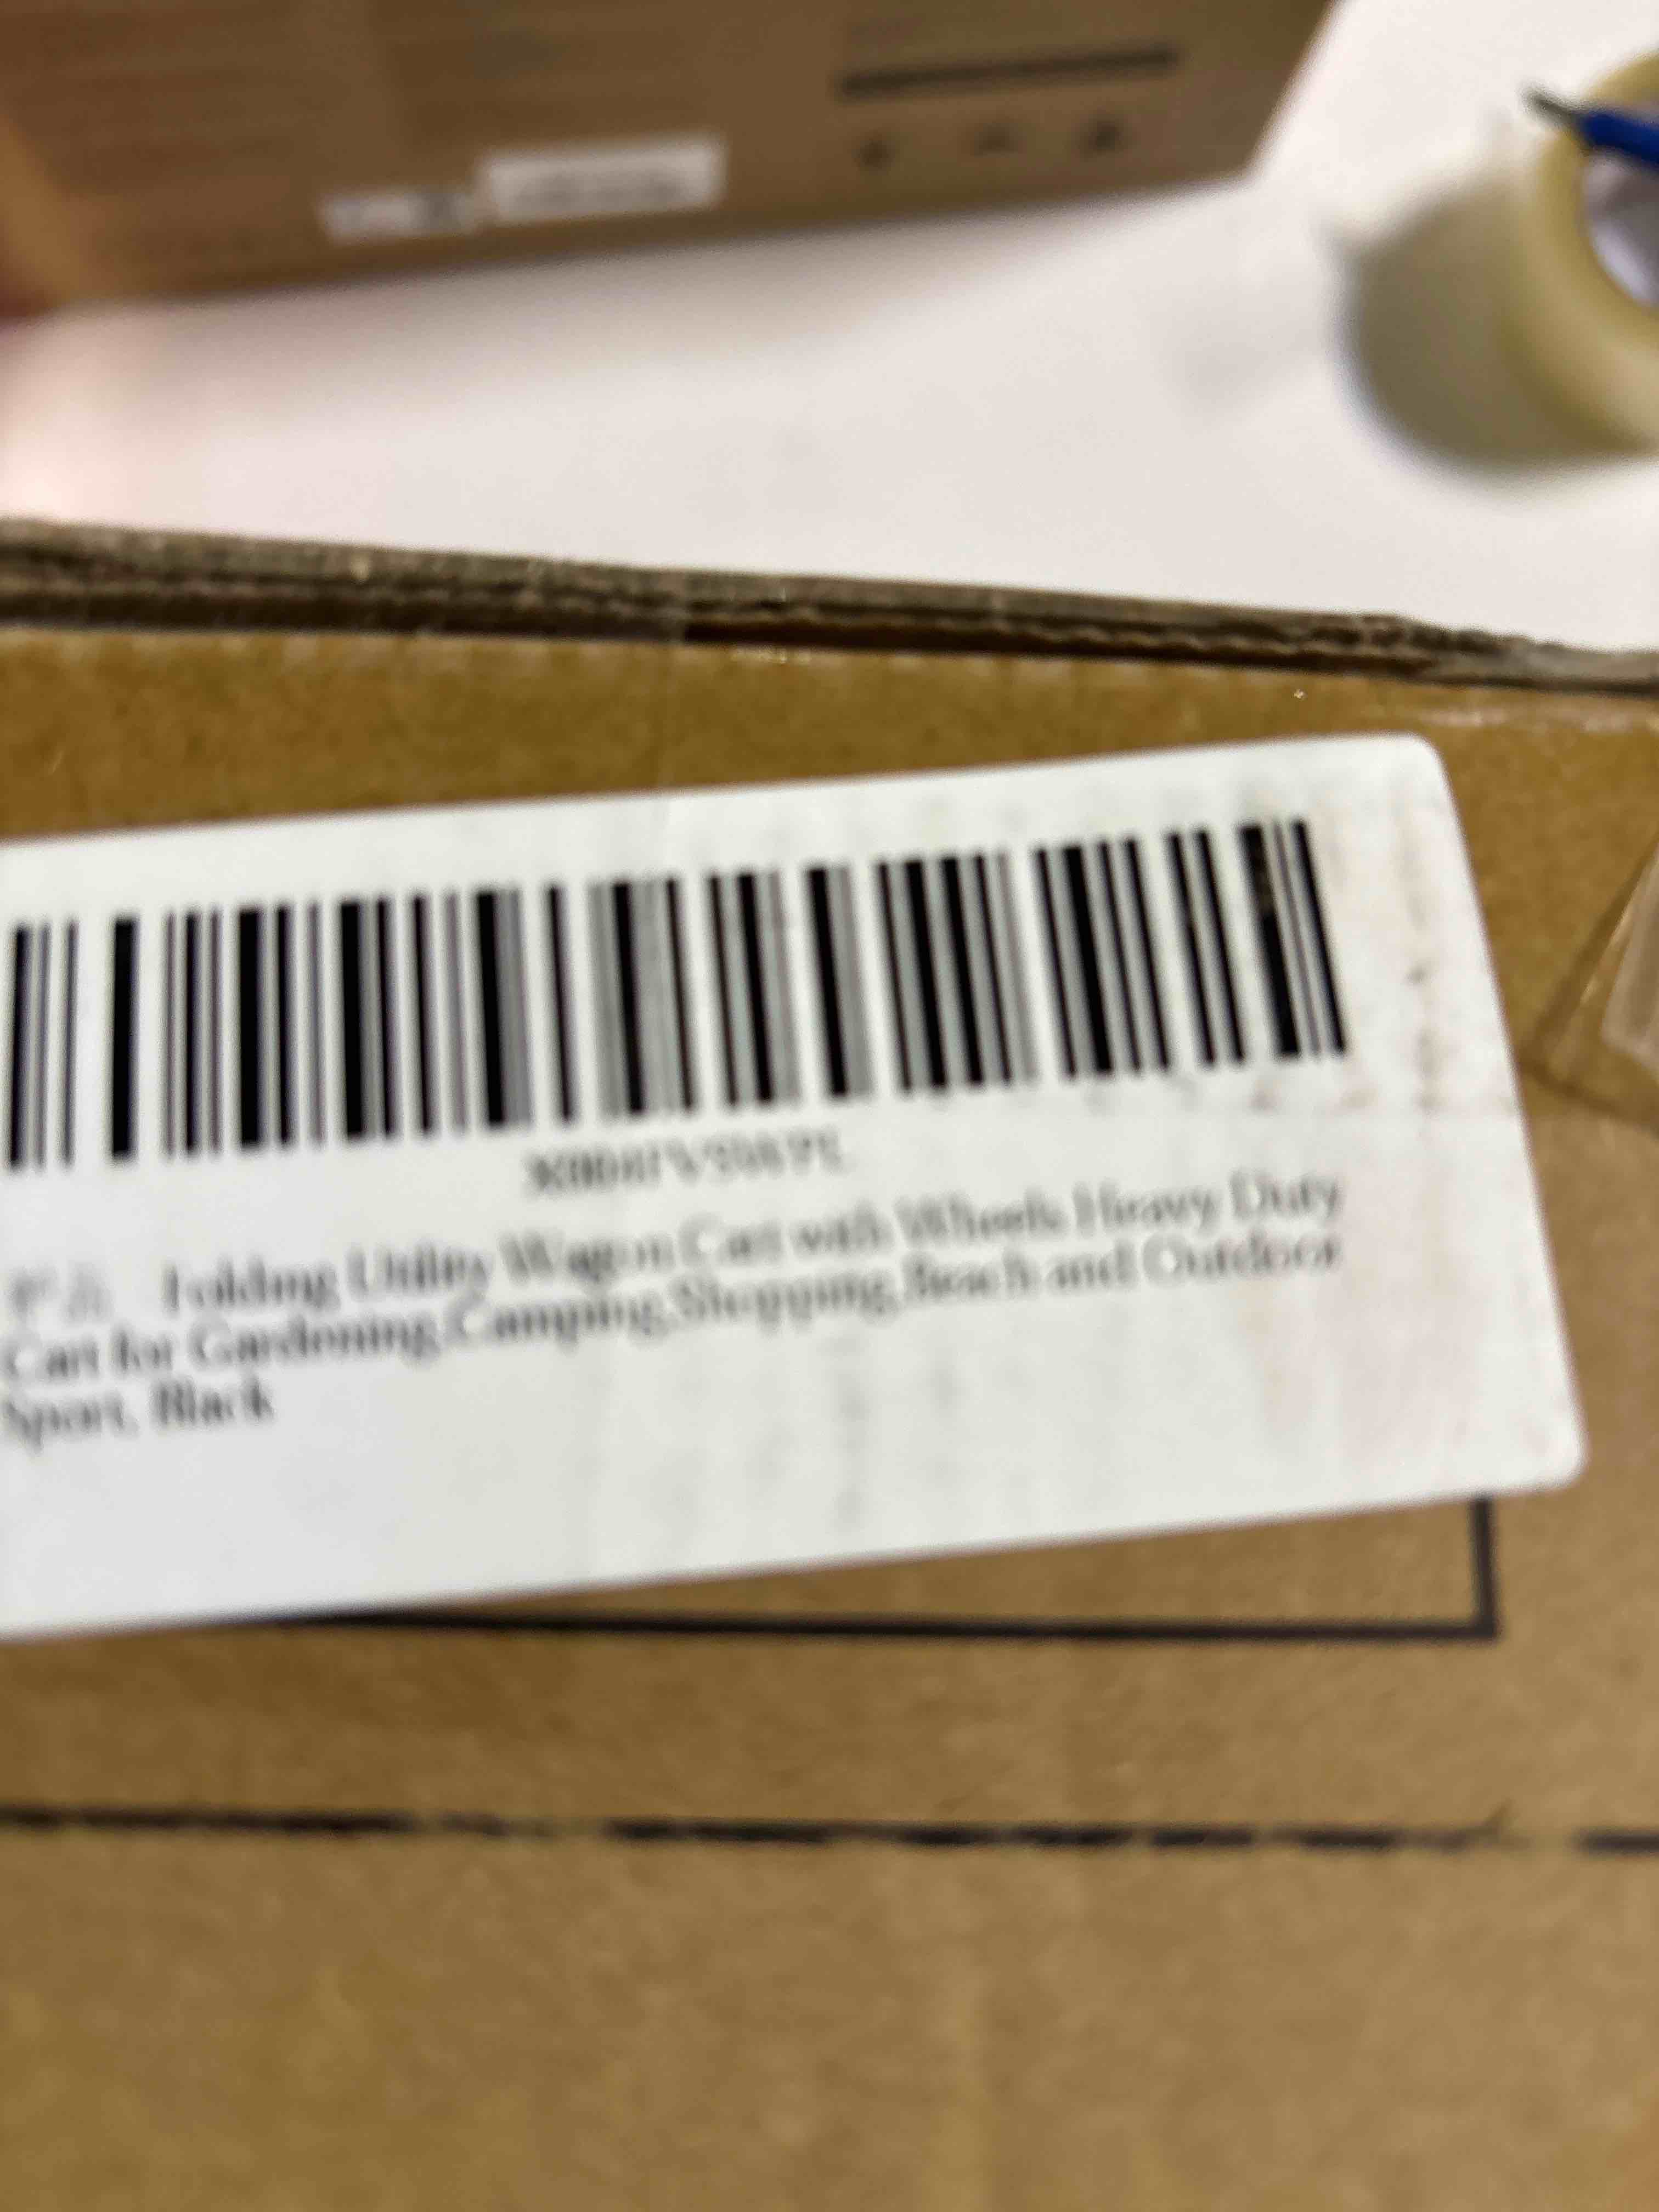 Folding Utility Wagon Cart with Wheels Heavy Duty
Cart for Gardening,Camping,Shopping,Beach and Outdoor
Sport, Black